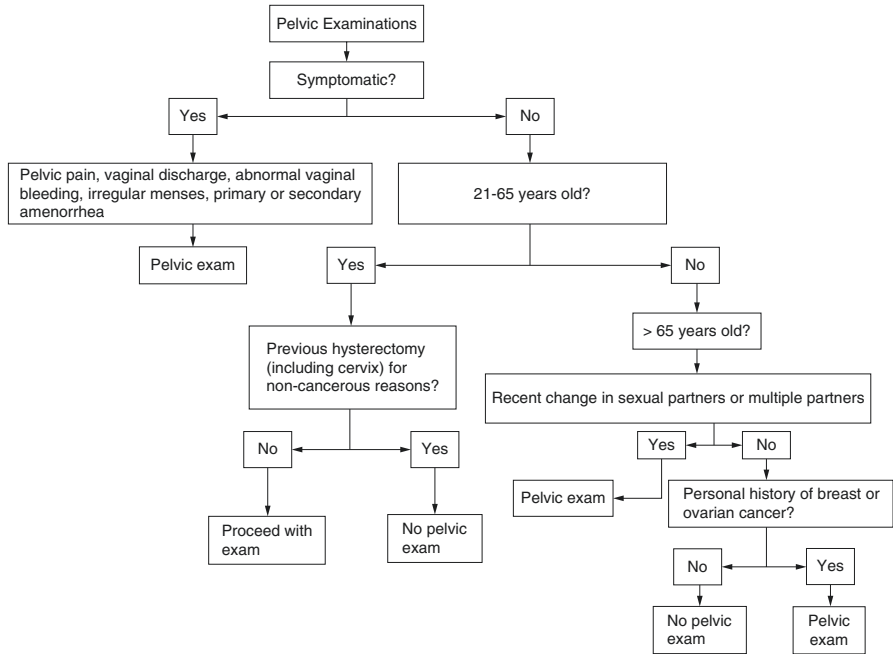 Pelvic Examinations
Symptomatic?
Yes
No
Pelvic pain, vaginal discharge, abnormal vaginal
bleeding, irregular menses, primary or secondary
amenorrhea
21-65 years old?
Pelvic exam
Yes
No
Previous hysterectomy
(including cervix) for
non-cancerous reasons?
> 65 years old?
Recent change in sexual partners or multiple partners
No
Yes
Yes
No
Proceed with
exam
No pelvic
exam
Pelvic exam
Personal history of breast or
ovarian cancer?
No
Yes
No pelvic
exam
Pelvic
exam